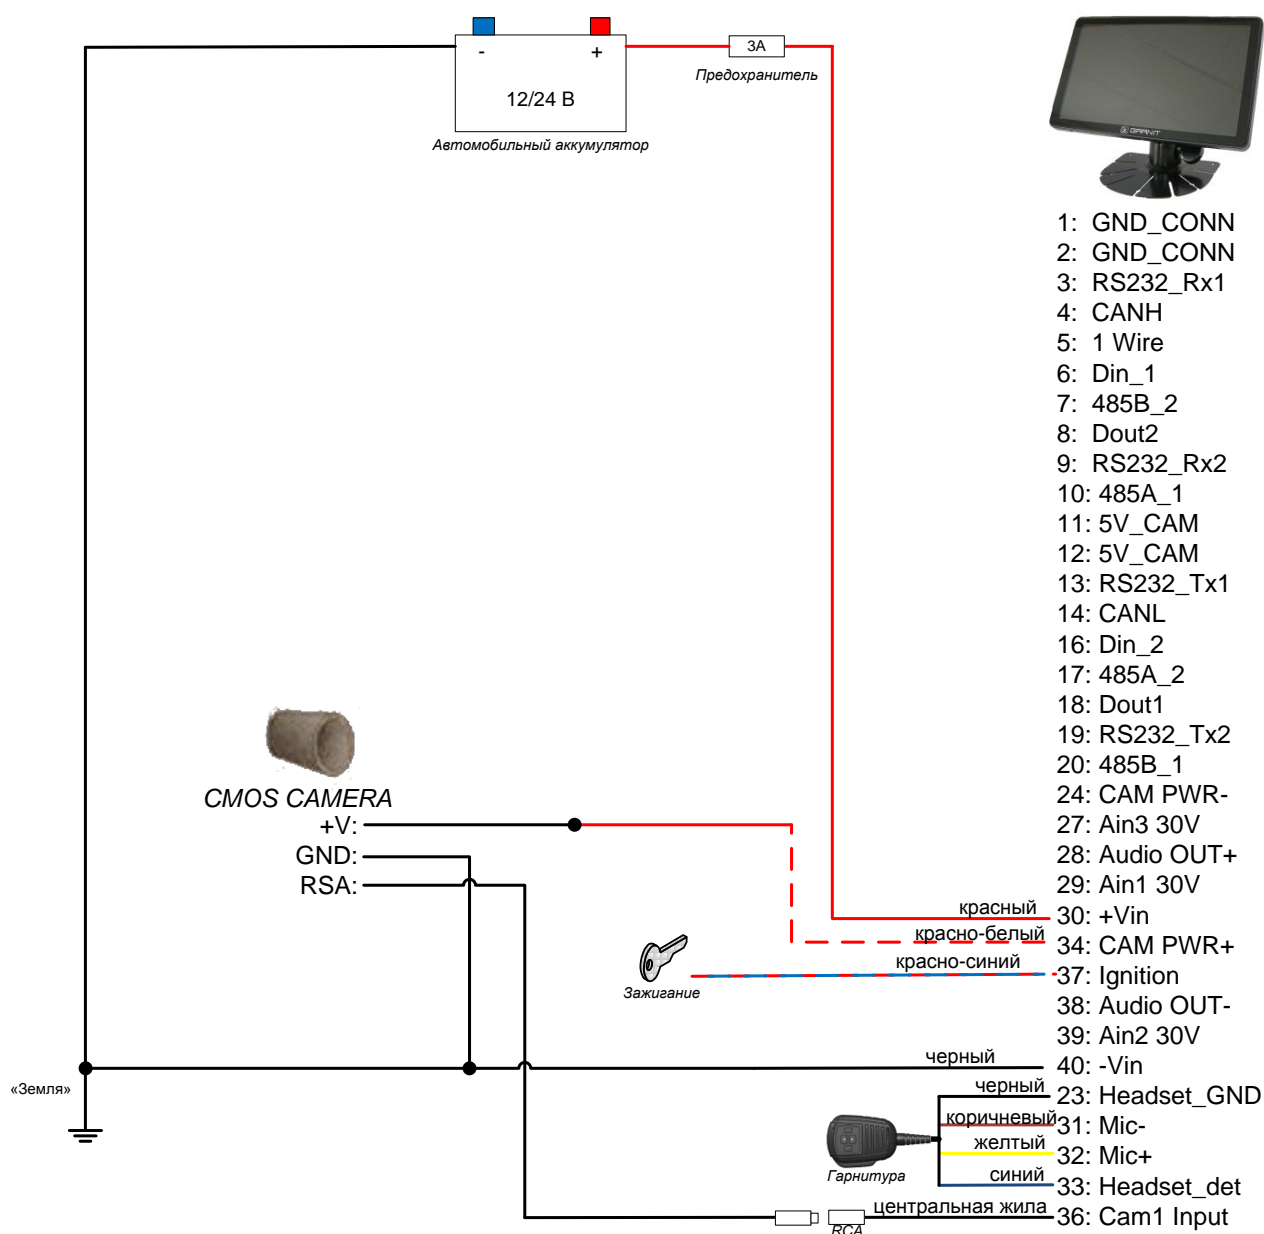 - +
12/24 В
Автомобильный аккумулятор
3А
Предохранитель
GRANIT
1: GND_CONN
2: GND_CONN
3: RS232_Rx1
4: CANH
5: 1 Wire
6: Din_1
7: 485B_2
8: Dout2
9: RS232_Rx2
10: 485A_1
11: 5V_CAM
12: 5V_CAM
13: RS232_Tx1
14: CANL
16: Din_2
17: 485A_2
18: Dout1
19: RS232_Tx2
20: 485B_1
24: CAM PWR-
27: Ain3 30V
28: Audio OUT+
29: Ain1 30V
красный 30: +Vin
красно-белый 34: CAM PWR+
красно-синий 37: Ignition
38: Audio OUT-
39: Ain2 30V
черный 40: -Vin
черный 23: Headset_GND
коричневый 31: Mic-
желтый 32: Mic+
синий 33: Headset_det
центральная жила 36: Cam1 Input
CMOS CAMERA
+V:
GND:
RSA:
Зажигание
«Земля»
Гарнитура
RCA